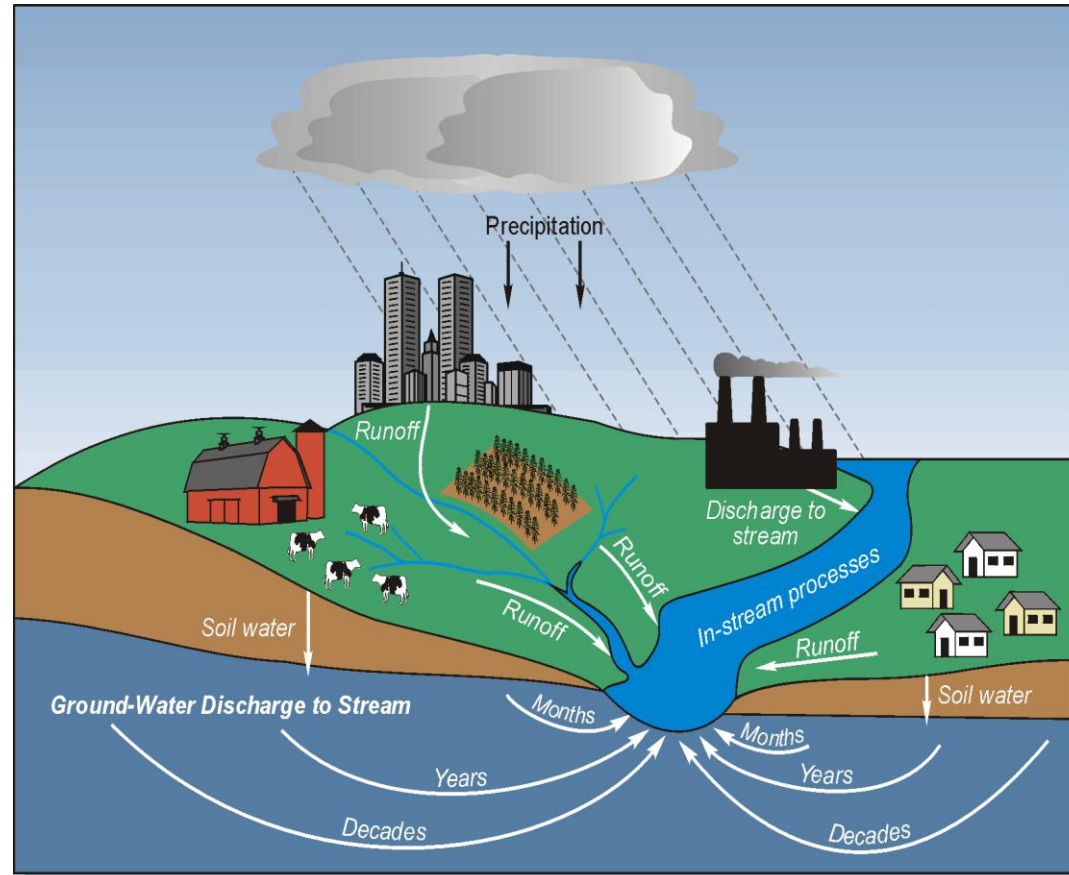 Precipitation
Runoff
Discharge to
stream
Runoff
In-stream processes
Runoff
Runoff
Soil water
Soil water
Ground-Water Discharge to Stream
Months
Months
Years
Years
Decades
Decades